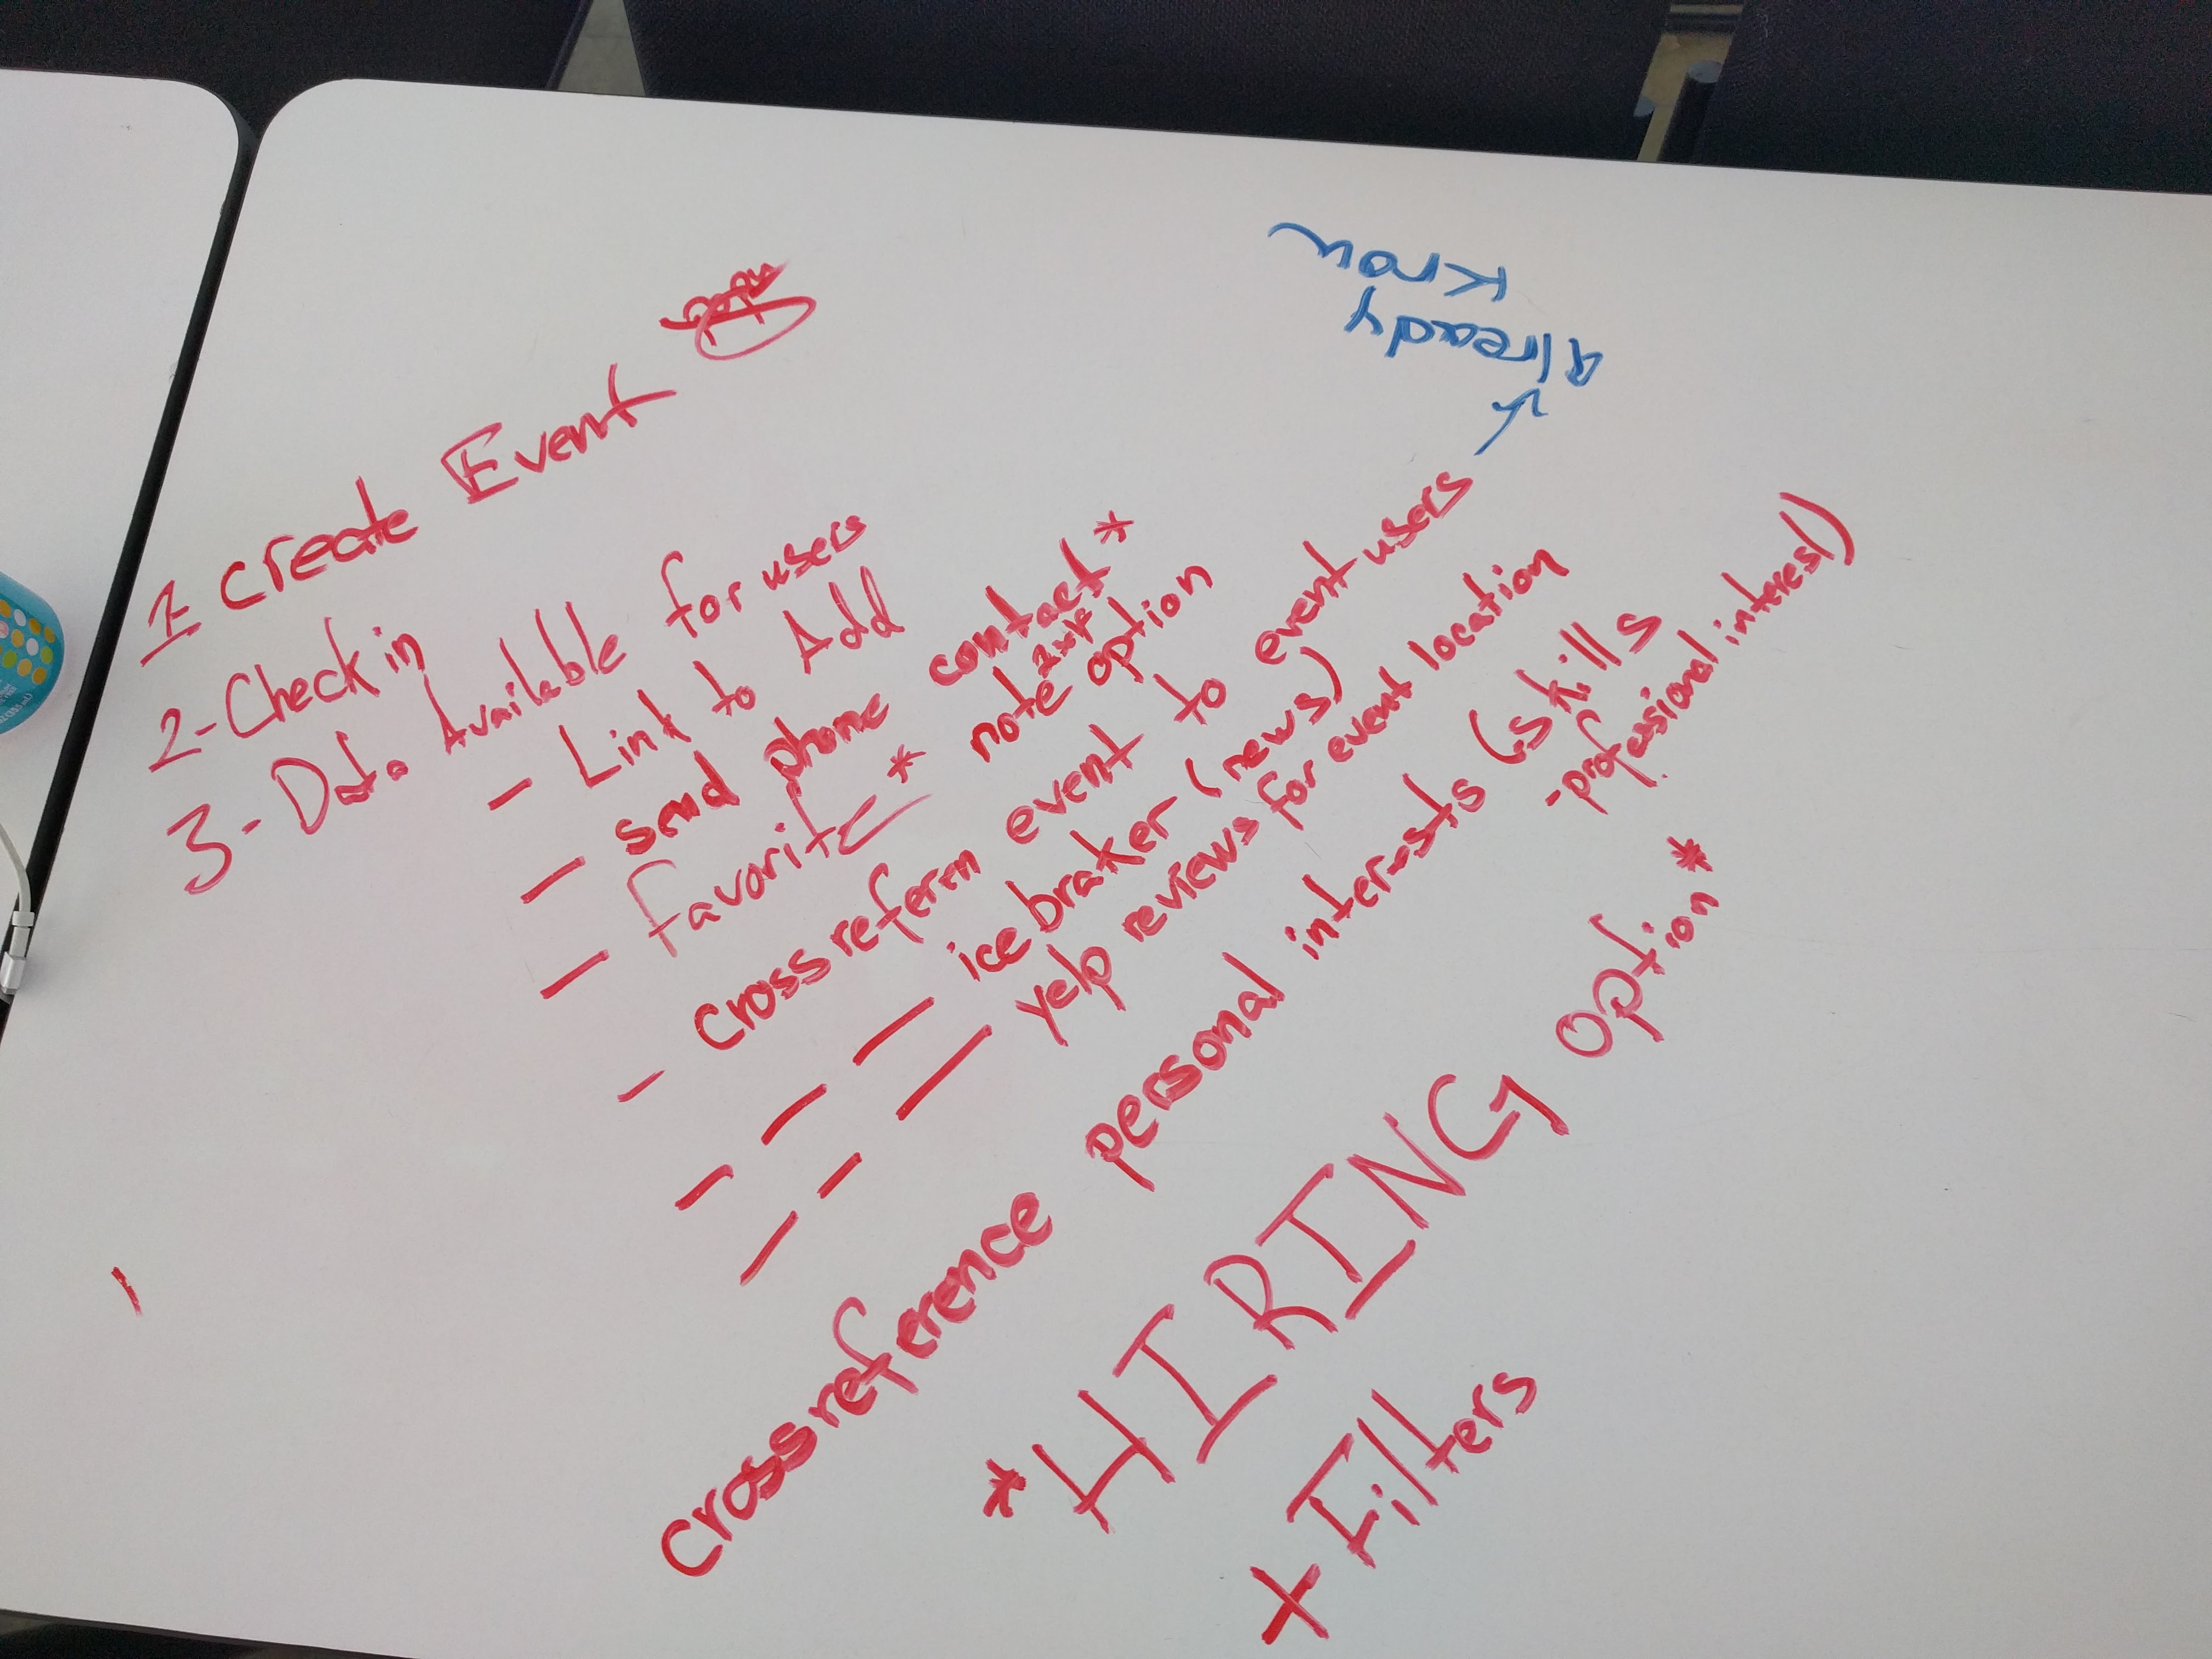 1 Create Event
2-Check in
3-Data Available for users
- Link to Add
- Send phone contact *
- favorite * note option
- Cross referen event to event users
Already
Know
ice braker (news)
yelp reviews for event location
crossreference personal interests (skills
-professional interest)
*HIRING option*
+ Filters